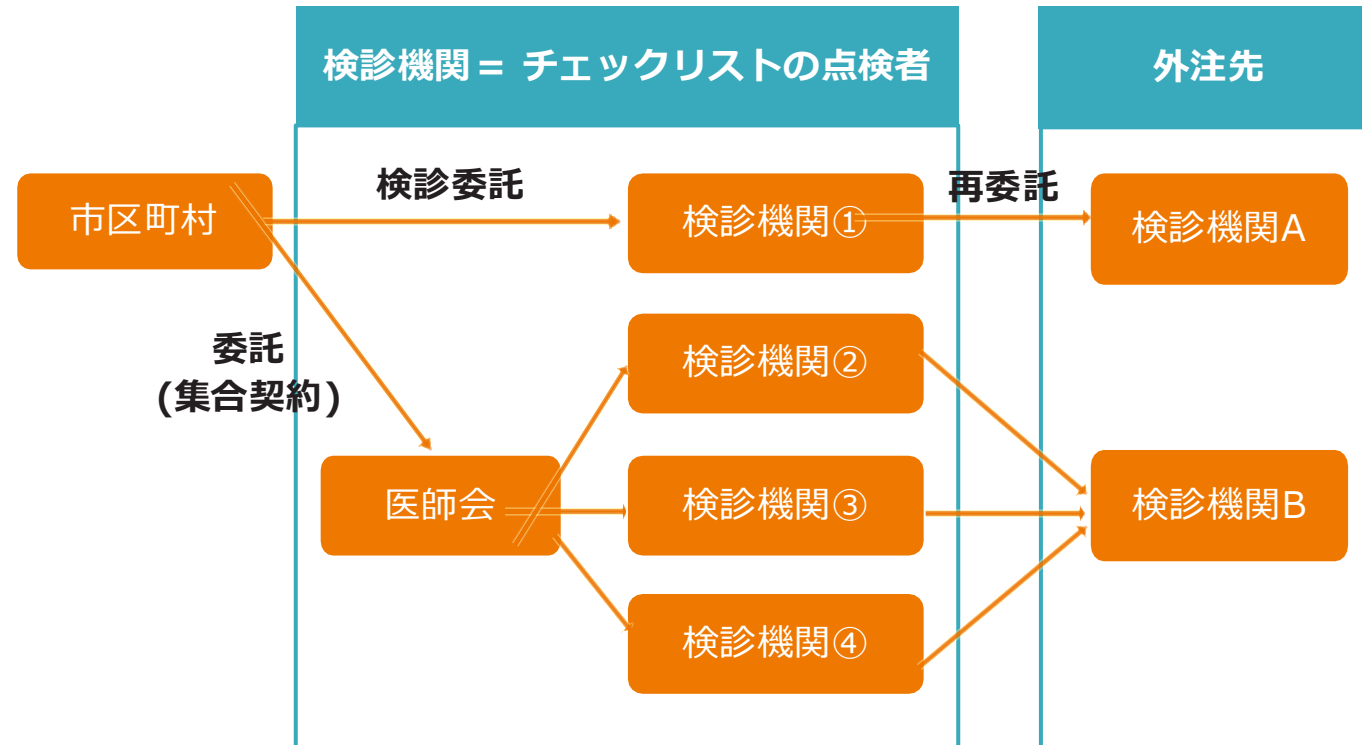 検診機関= チェックリストの点検者
外注先
検診委託
再委託
市区町村
検診機関①
検診機関A
委託
(集合契約)
検診機関②
医師会
検診機関③
検診機関B
検診機関④